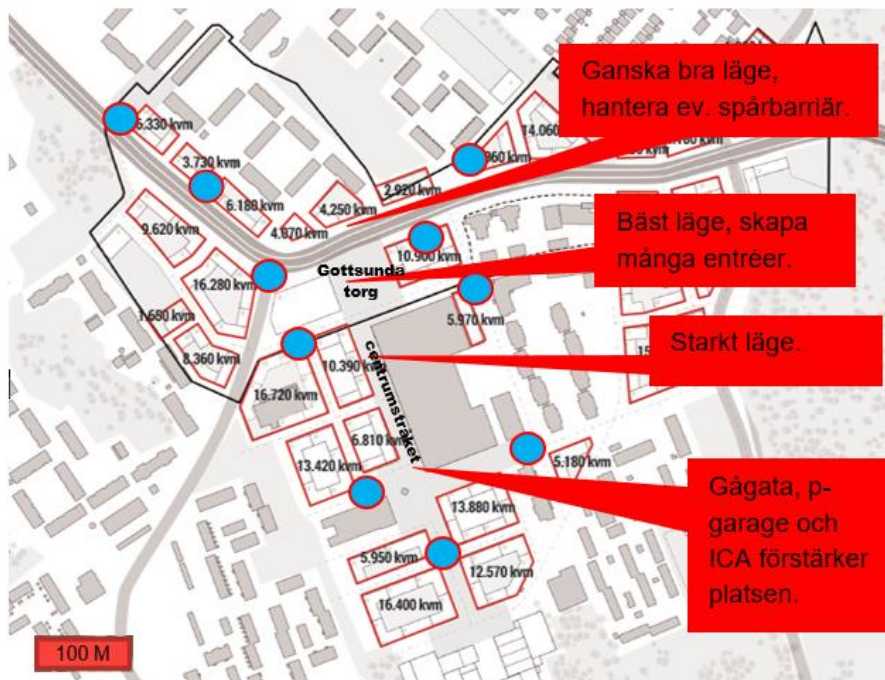 Ganska bra läge,
hantera ev. spårbarriär.
5.330 kvm
14.060
3.730 kvm
2.920 kvm
6.180 kvm
4.250 kvm
4.070 kvm
9.620 kvm
Bäst läge, skapa
många entréer.
10.900 kvm
Gottsunda
torg
16.280 kvm
1.650 kvm
5.970 kvm
8.360 kvm
Starkt läge.
10.390 kvm
centrumstråket
16.720 kvm
6.810 kvm
13.420 kvm
5.180 kvm
Gågata, p-
garage och
ICA förstärker
platsen.
13.880 kvm
5.950 kvm
12.570 kvm
16.400 kvm
100 M